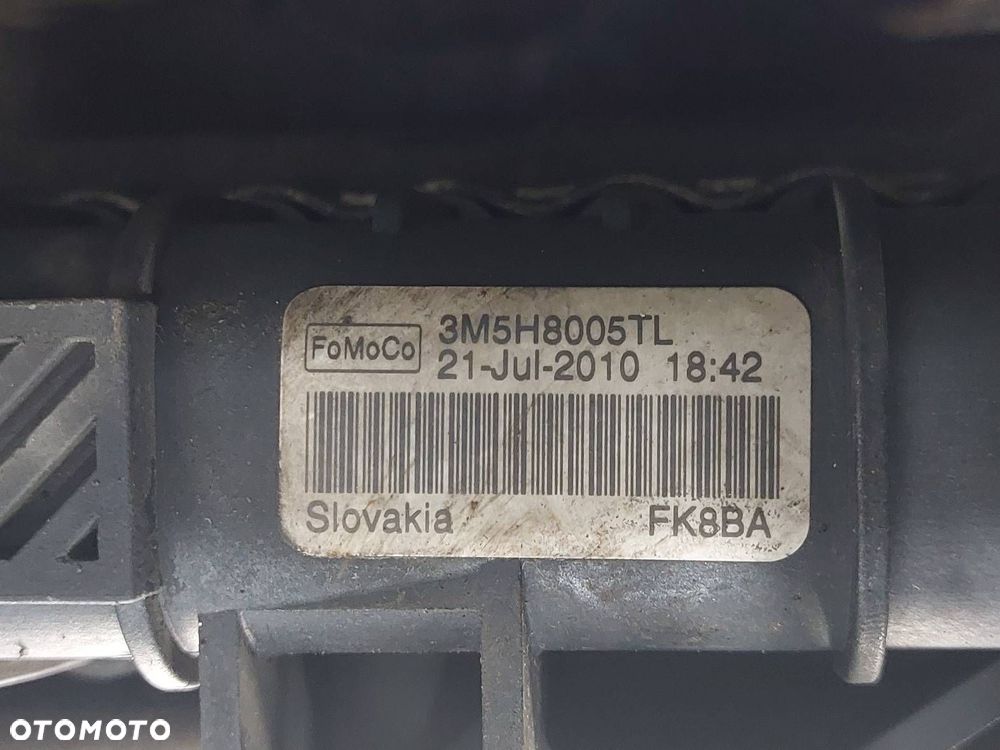 FoMoCo
3M5H8005TL
21-Jul-2010 18:42
Slovakia FK8BA
OTOMOTO